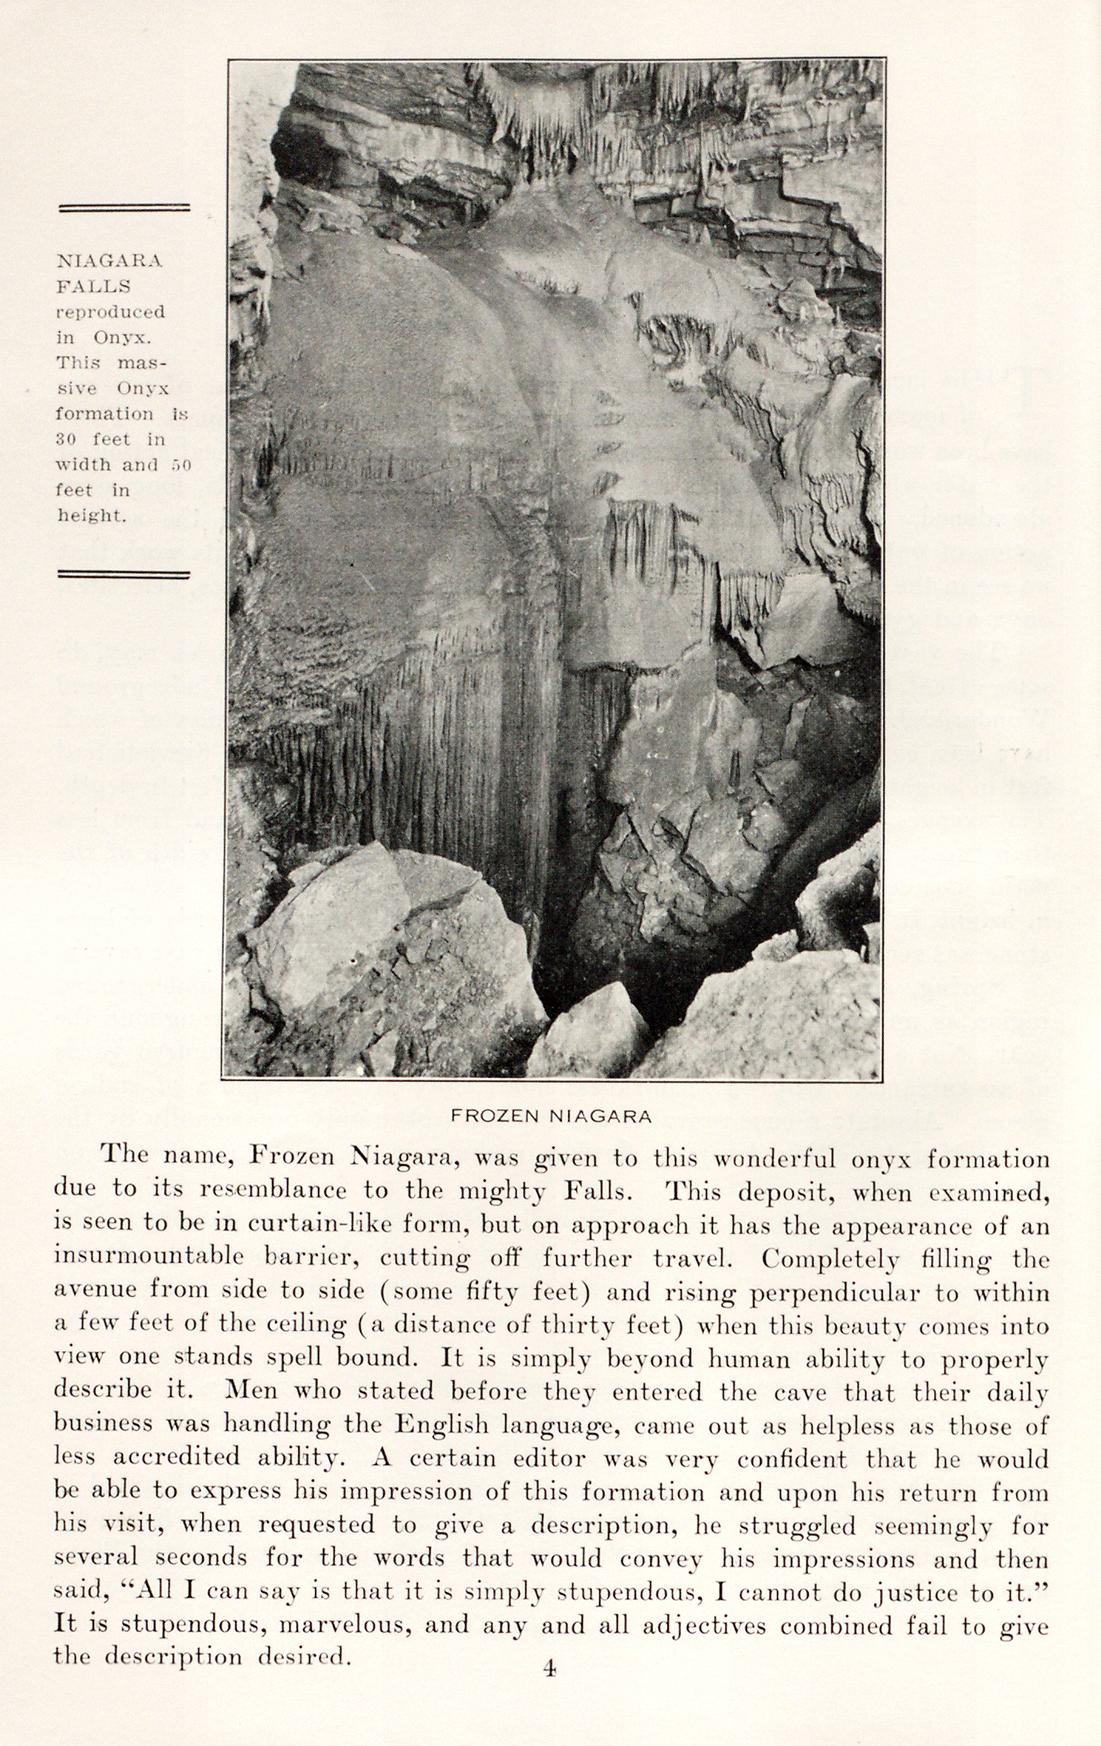 NIAGARA
FALLS
reproduced
in Onyx.
This mas-
sive Onyx
formation is
30 feet in
width and 50
feet in
height.
FROZEN NIAGARA
The name, Frozen Niagara, was given to this wonderful onyx formation
due to its resemblance to the mighty Falls. This deposit, when examined,
is seen to be in curtain-like form, but on approach it has the appearance of an
insurmountable barrier, cutting off further travel. Completely filling the
avenue from side to side (some fifty feet) and rising perpendicular to within
a few feet of the ceiling (a distance of thirty feet) when this beauty comes into
view one stands spell bound. It is simply beyond human ability to properly
describe it. Men who stated before they entered the cave that their daily
business was handling the English language, came out as helpless as those of
less accredited ability. A certain editor was very confident that he would
be able to express his impression of this formation and upon his return from
his visit, when requested to give a description, he struggled seemingly for
several seconds for the words that would convey his impressions and then
said, “All I can say is that it is simply stupendous, I cannot do justice to it.”
It is stupendous, marvelous, and any and all adjectives combined fail to give
the description desired.
4